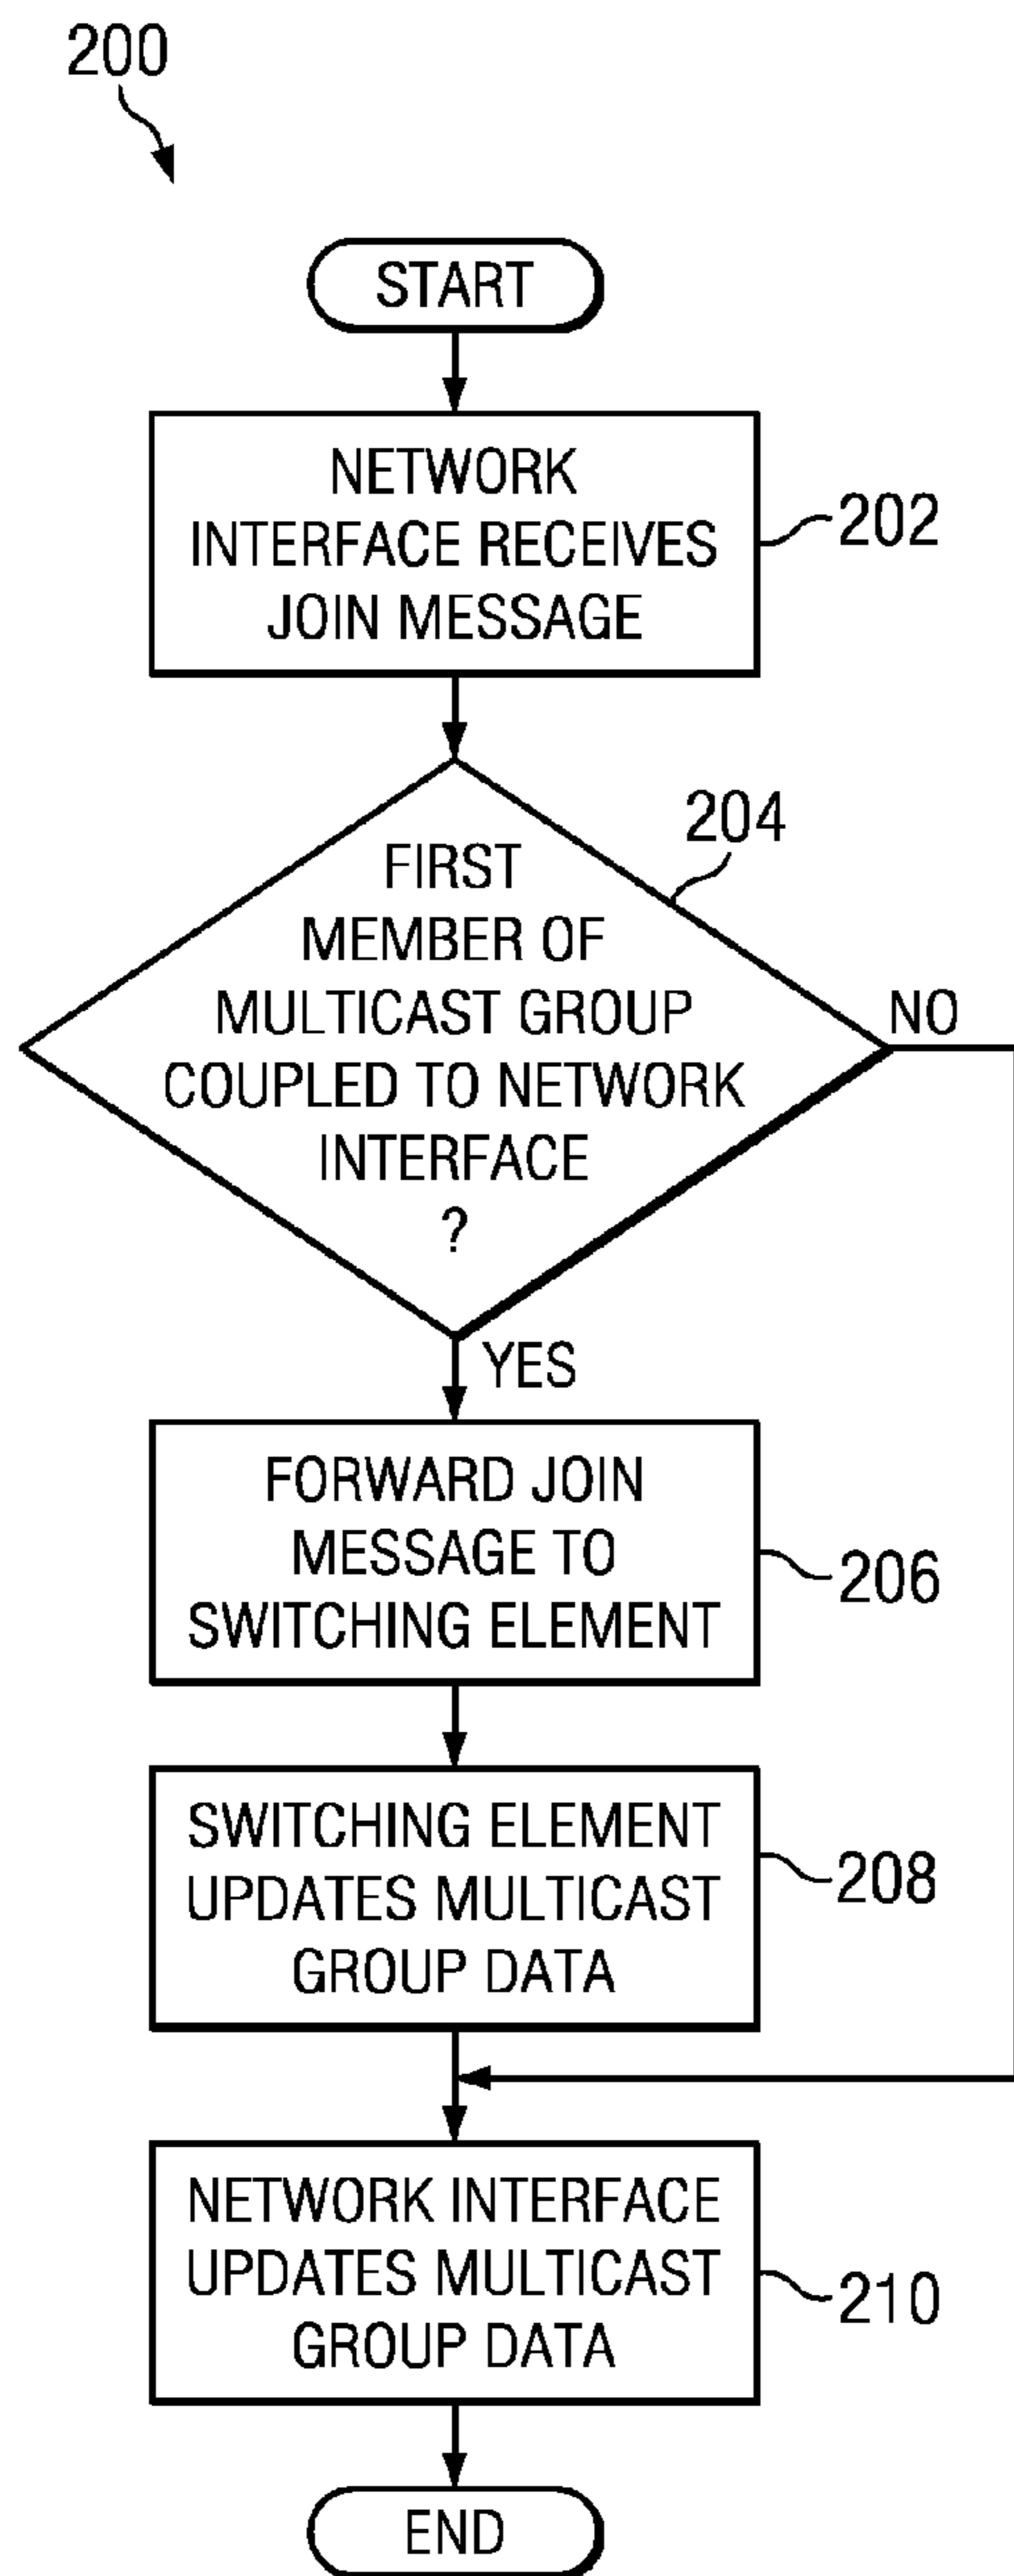 200
START
NETWORK
INTERFACE RECEIVES
JOIN MESSAGE
202
204
FIRST
MEMBER OF
MULTICAST GROUP
COUPLED TO NETWORK
INTERFACE
?
NO
YES
FORWARD JOIN
MESSAGE TO
SWITCHING ELEMENT
206
SWITCHING ELEMENT
UPDATES MULTICAST
GROUP DATA
208
NETWORK INTERFACE
UPDATES MULTICAST
GROUP DATA
210
END